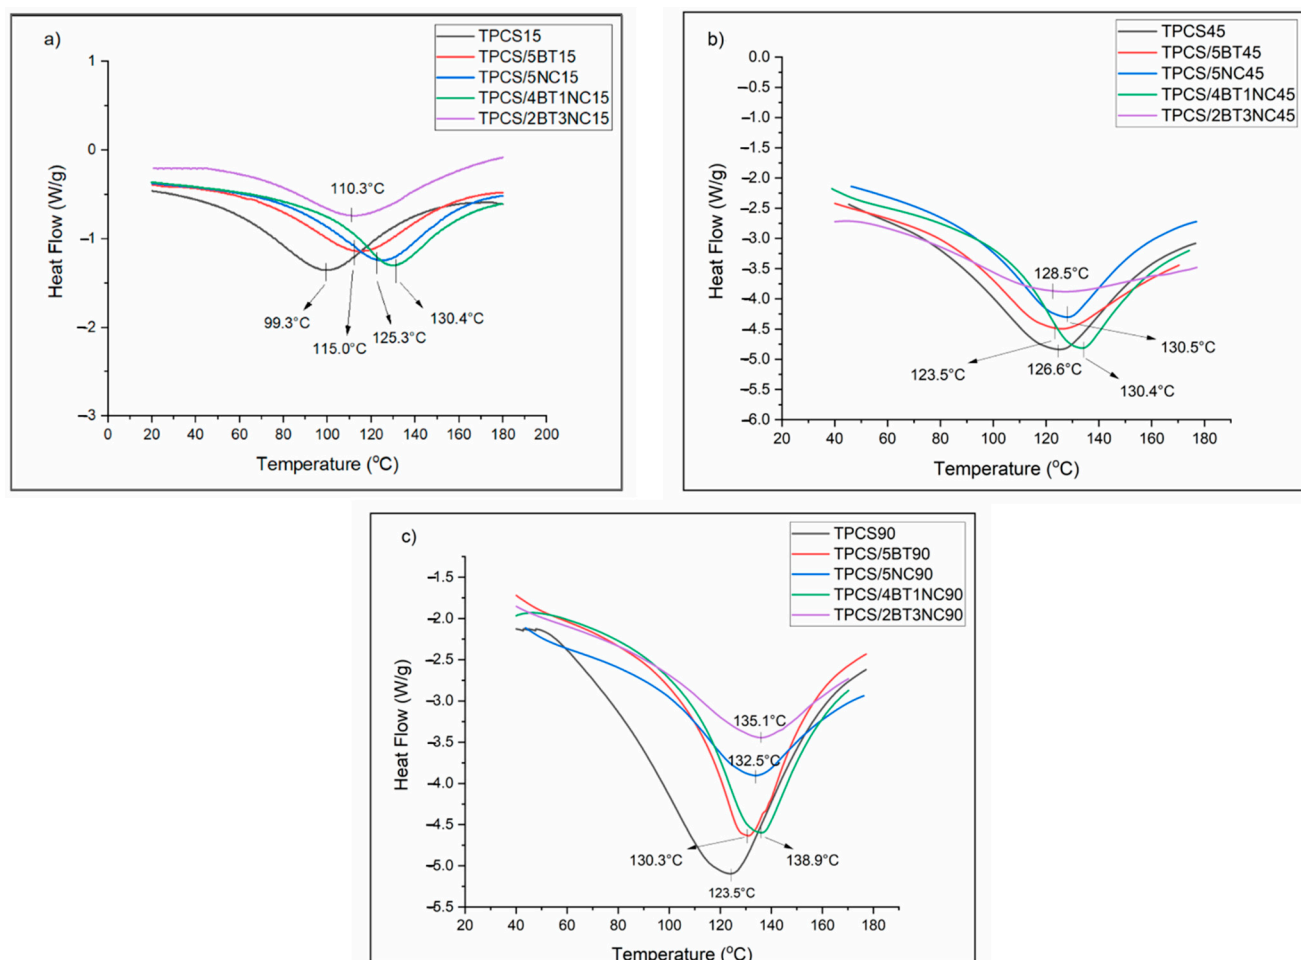 a)
TPCS15
TPCS/5BT15
TPCS/5NC15
TPCS/4BT1NC15
TPCS/2BT3NC15
1
0
−1
−2
−3
Heat Flow (W/g)
110.3°C
99.3°C
115.0°C
125.3°C
130.4°C
0 20 40 60 80 100 120 140 160 180 200
Temperature (°C)
b)
TPCS45
TPCS/5BT45
TPCS/5NC45
TPCS/4BT1NC45
TPCS/2BT3NC45
0.0
−0.5
−1.0
−1.5
−2.0
−2.5
−3.0
−3.5
−4.0
−4.5
−5.0
−5.5
−6.0
Heat Flow (W/g)
128.5°C
130.5°C
123.5°C
126.6°C
130.4°C
20 40 60 80 100 120 140 160 180
Temperature (°C)
c)
TPCS90
TPCS/5BT90
TPCS/5NC90
TPCS/4BT1NC90
TPCS/2BT3NC90
−1.5
−2.0
−2.5
−3.0
−3.5
−4.0
−4.5
−5.0
−5.5
Heat Flow (W/g)
135.1°C
132.5°C
130.3°C
138.9°C
123.5°C
20 40 60 80 100 120 140 160 180
Temperature (°C)